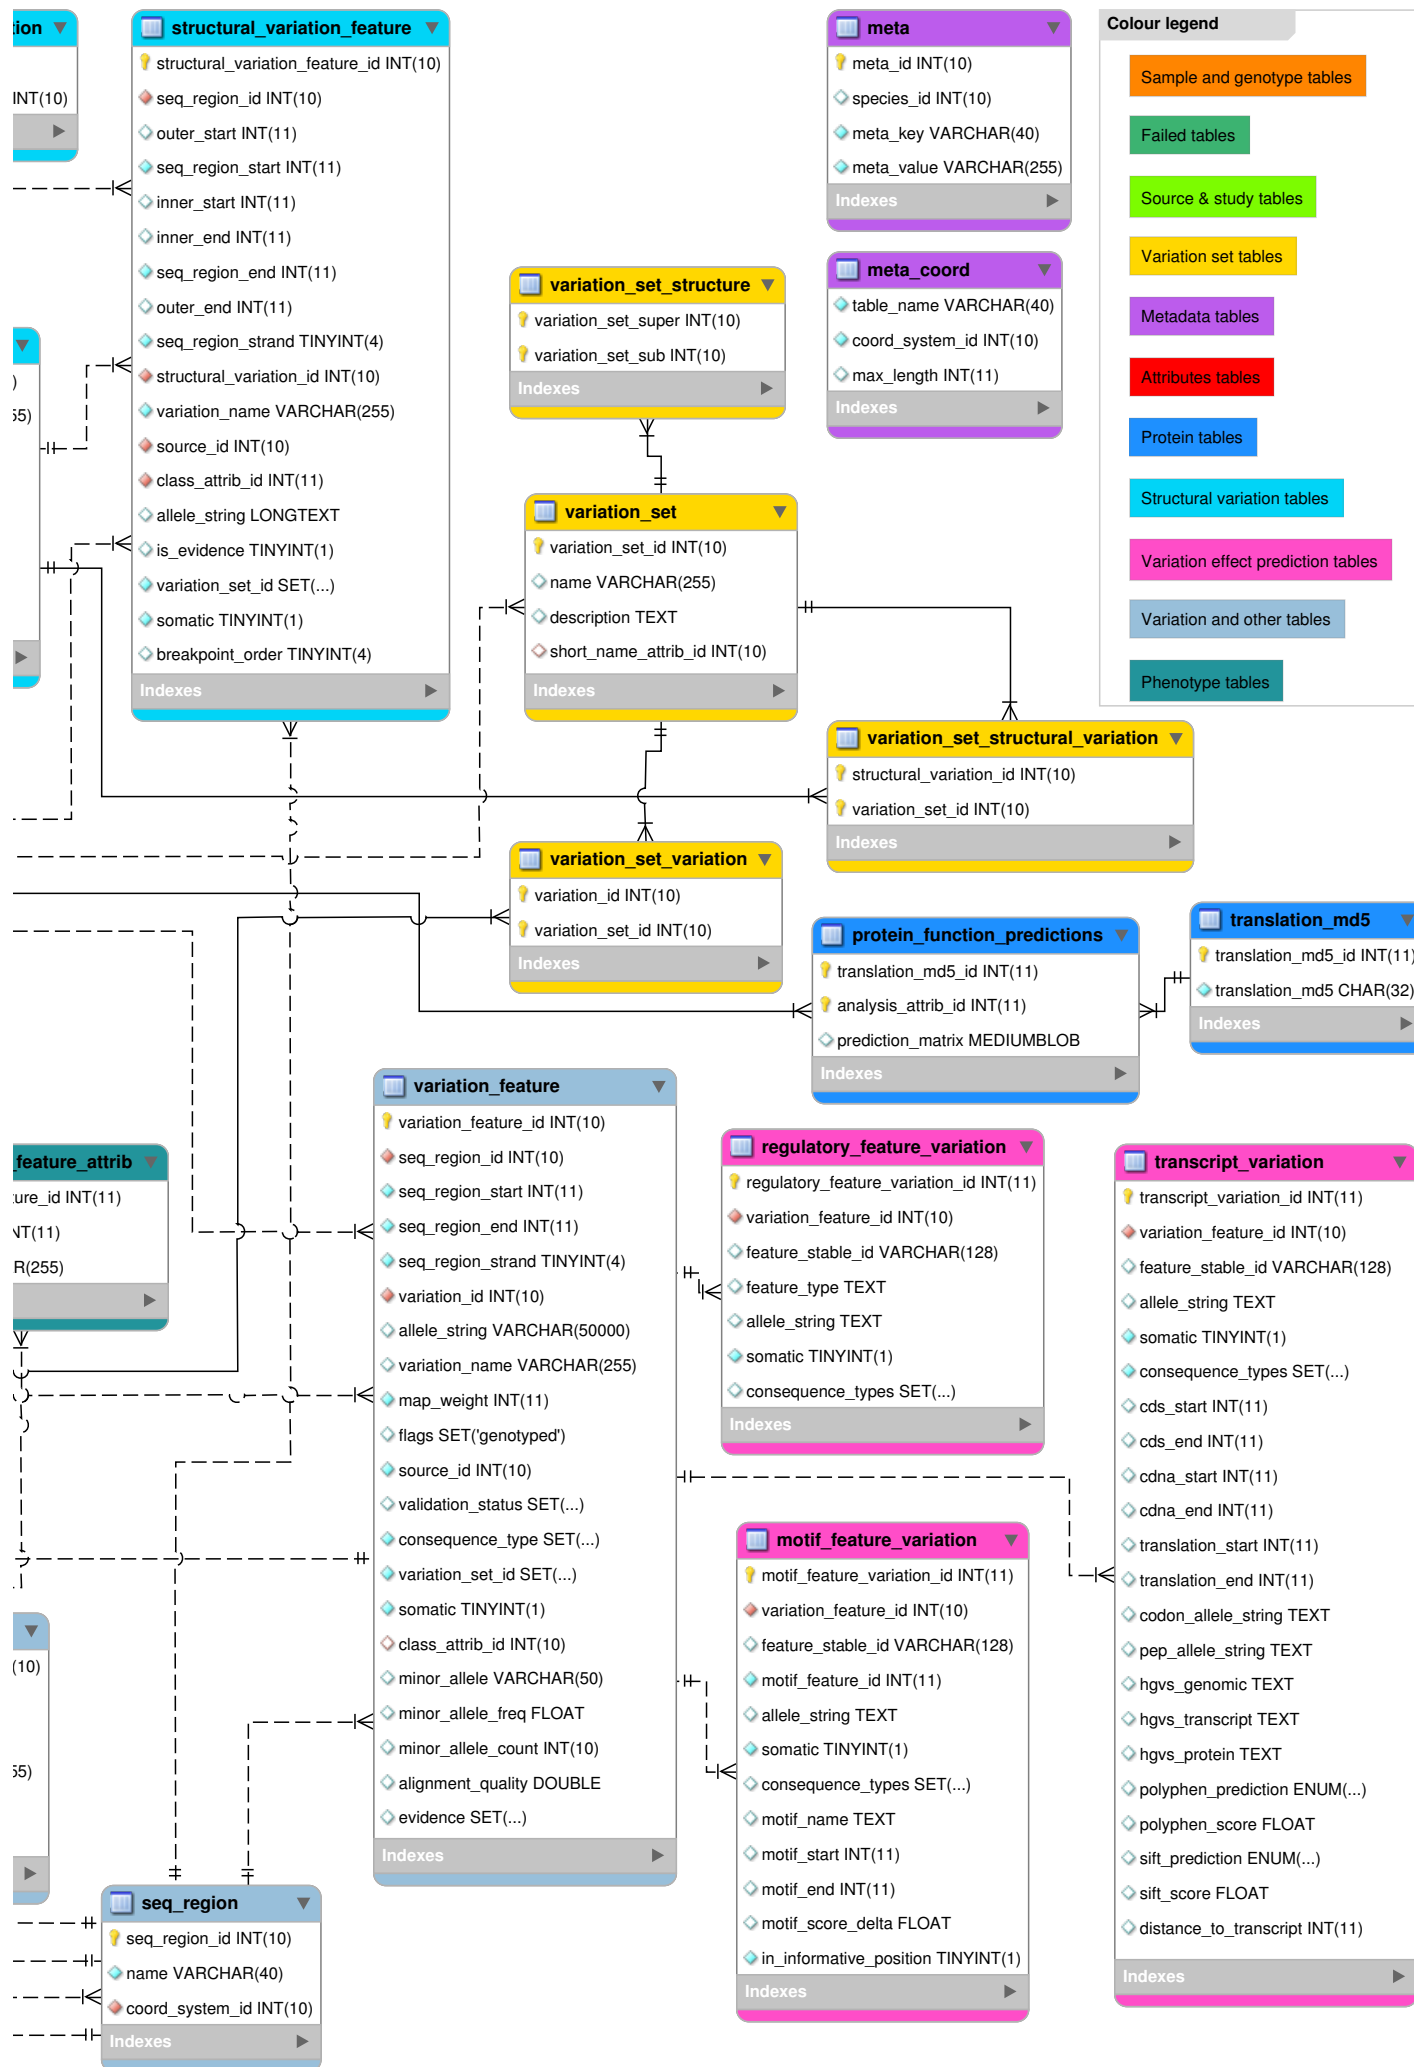 tion
INT(10)
structural_variation_feature
structural_variation_feature_id INT(10)
seq_region_id INT(10)
outer_start INT(11)
seq_region_start INT(11)
inner_start INT(11)
inner_end INT(11)
seq_region_end INT(11)
outer_end INT(11)
seq_region_strand TINYINT(4)
structural_variation_id INT(10)
variation_name VARCHAR(255)
source_id INT(10)
class_attrib_id INT(11)
allele_string LONGTEXT
is_evidence TINYINT(1)
variation_set_id SET(...)
somatic TINYINT(1)
breakpoint_order TINYINT(4)
Indexes
meta
meta_id INT(10)
species_id INT(10)
meta_key VARCHAR(40)
meta_value VARCHAR(255)
Indexes
Colour legend
Sample and genotype tables
Failed tables
Source & study tables
Variation set tables
Metadata tables
Attributes tables
Protein tables
Structural variation tables
Variation effect prediction tables
Variation and other tables
Phenotype tables
meta_coord
table_name VARCHAR(40)
coord_system_id INT(10)
max_length INT(11)
Indexes
variation_set_structure
variation_set_super INT(10)
variation_set_sub INT(10)
Indexes
)
55)
variation_set
variation_set_id INT(10)
name VARCHAR(255)
description TEXT
short_name_attrib_id INT(10)
Indexes
variation_set_structural_variation
structural_variation_id INT(10)
variation_set_id INT(10)
Indexes
variation_set_variation
variation_id INT(10)
variation_set_id INT(10)
Indexes
protein_function_predictions
translation_md5_id INT(11)
analysis_attrib_id INT(11)
prediction_matrix MEDIUMBLOB
Indexes
translation_md5
translation_md5_id INT(11)
translation_md5 CHAR(32)
Indexes
variation_feature
variation_feature_id INT(10)
seq_region_id INT(10)
seq_region_start INT(11)
seq_region_end INT(11)
seq_region_strand TINYINT(4)
variation_id INT(10)
allele_string VARCHAR(50000)
variation_name VARCHAR(255)
map_weight INT(11)
flags SET('genotyped')
source_id INT(10)
validation_status SET(...)
consequence_type SET(...)
variation_set_id SET(...)
somatic TINYINT(1)
class_attrib_id INT(10)
minor_allele VARCHAR(50)
minor_allele_freq FLOAT
minor_allele_count INT(10)
alignment_quality DOUBLE
evidence SET(...)
Indexes
_feature_attrib
ture_id INT(11)
NT(11)
R(255)
regulatory_feature_variation
regulatory_feature_variation_id INT(11)
variation_feature_id INT(10)
feature_stable_id VARCHAR(128)
feature_type TEXT
allele_string TEXT
somatic TINYINT(1)
consequence_types SET(...)
Indexes
transcript_variation
transcript_variation_id INT(11)
variation_feature_id INT(10)
feature_stable_id VARCHAR(128)
allele_string TEXT
somatic TINYINT(1)
consequence_types SET(...)
cds_start INT(11)
cds_end INT(11)
cdna_start INT(11)
cdna_end INT(11)
translation_start INT(11)
translation_end INT(11)
codon_allele_string TEXT
pep_allele_string TEXT
hgvs_genomic TEXT
hgvs_transcript TEXT
hgvs_protein TEXT
polyphen_prediction ENUM(...)
polyphen_score FLOAT
sift_prediction ENUM(...)
sift_score FLOAT
distance_to_transcript INT(11)
Indexes
motif_feature_variation
motif_feature_variation_id INT(11)
variation_feature_id INT(10)
feature_stable_id VARCHAR(128)
motif_feature_id INT(11)
allele_string TEXT
somatic TINYINT(1)
consequence_types SET(...)
motif_name TEXT
motif_start INT(11)
motif_end INT(11)
motif_score_delta FLOAT
in_informative_position TINYINT(1)
Indexes
(10)
55)
seq_region
seq_region_id INT(10)
name VARCHAR(40)
coord_system_id INT(10)
Indexes